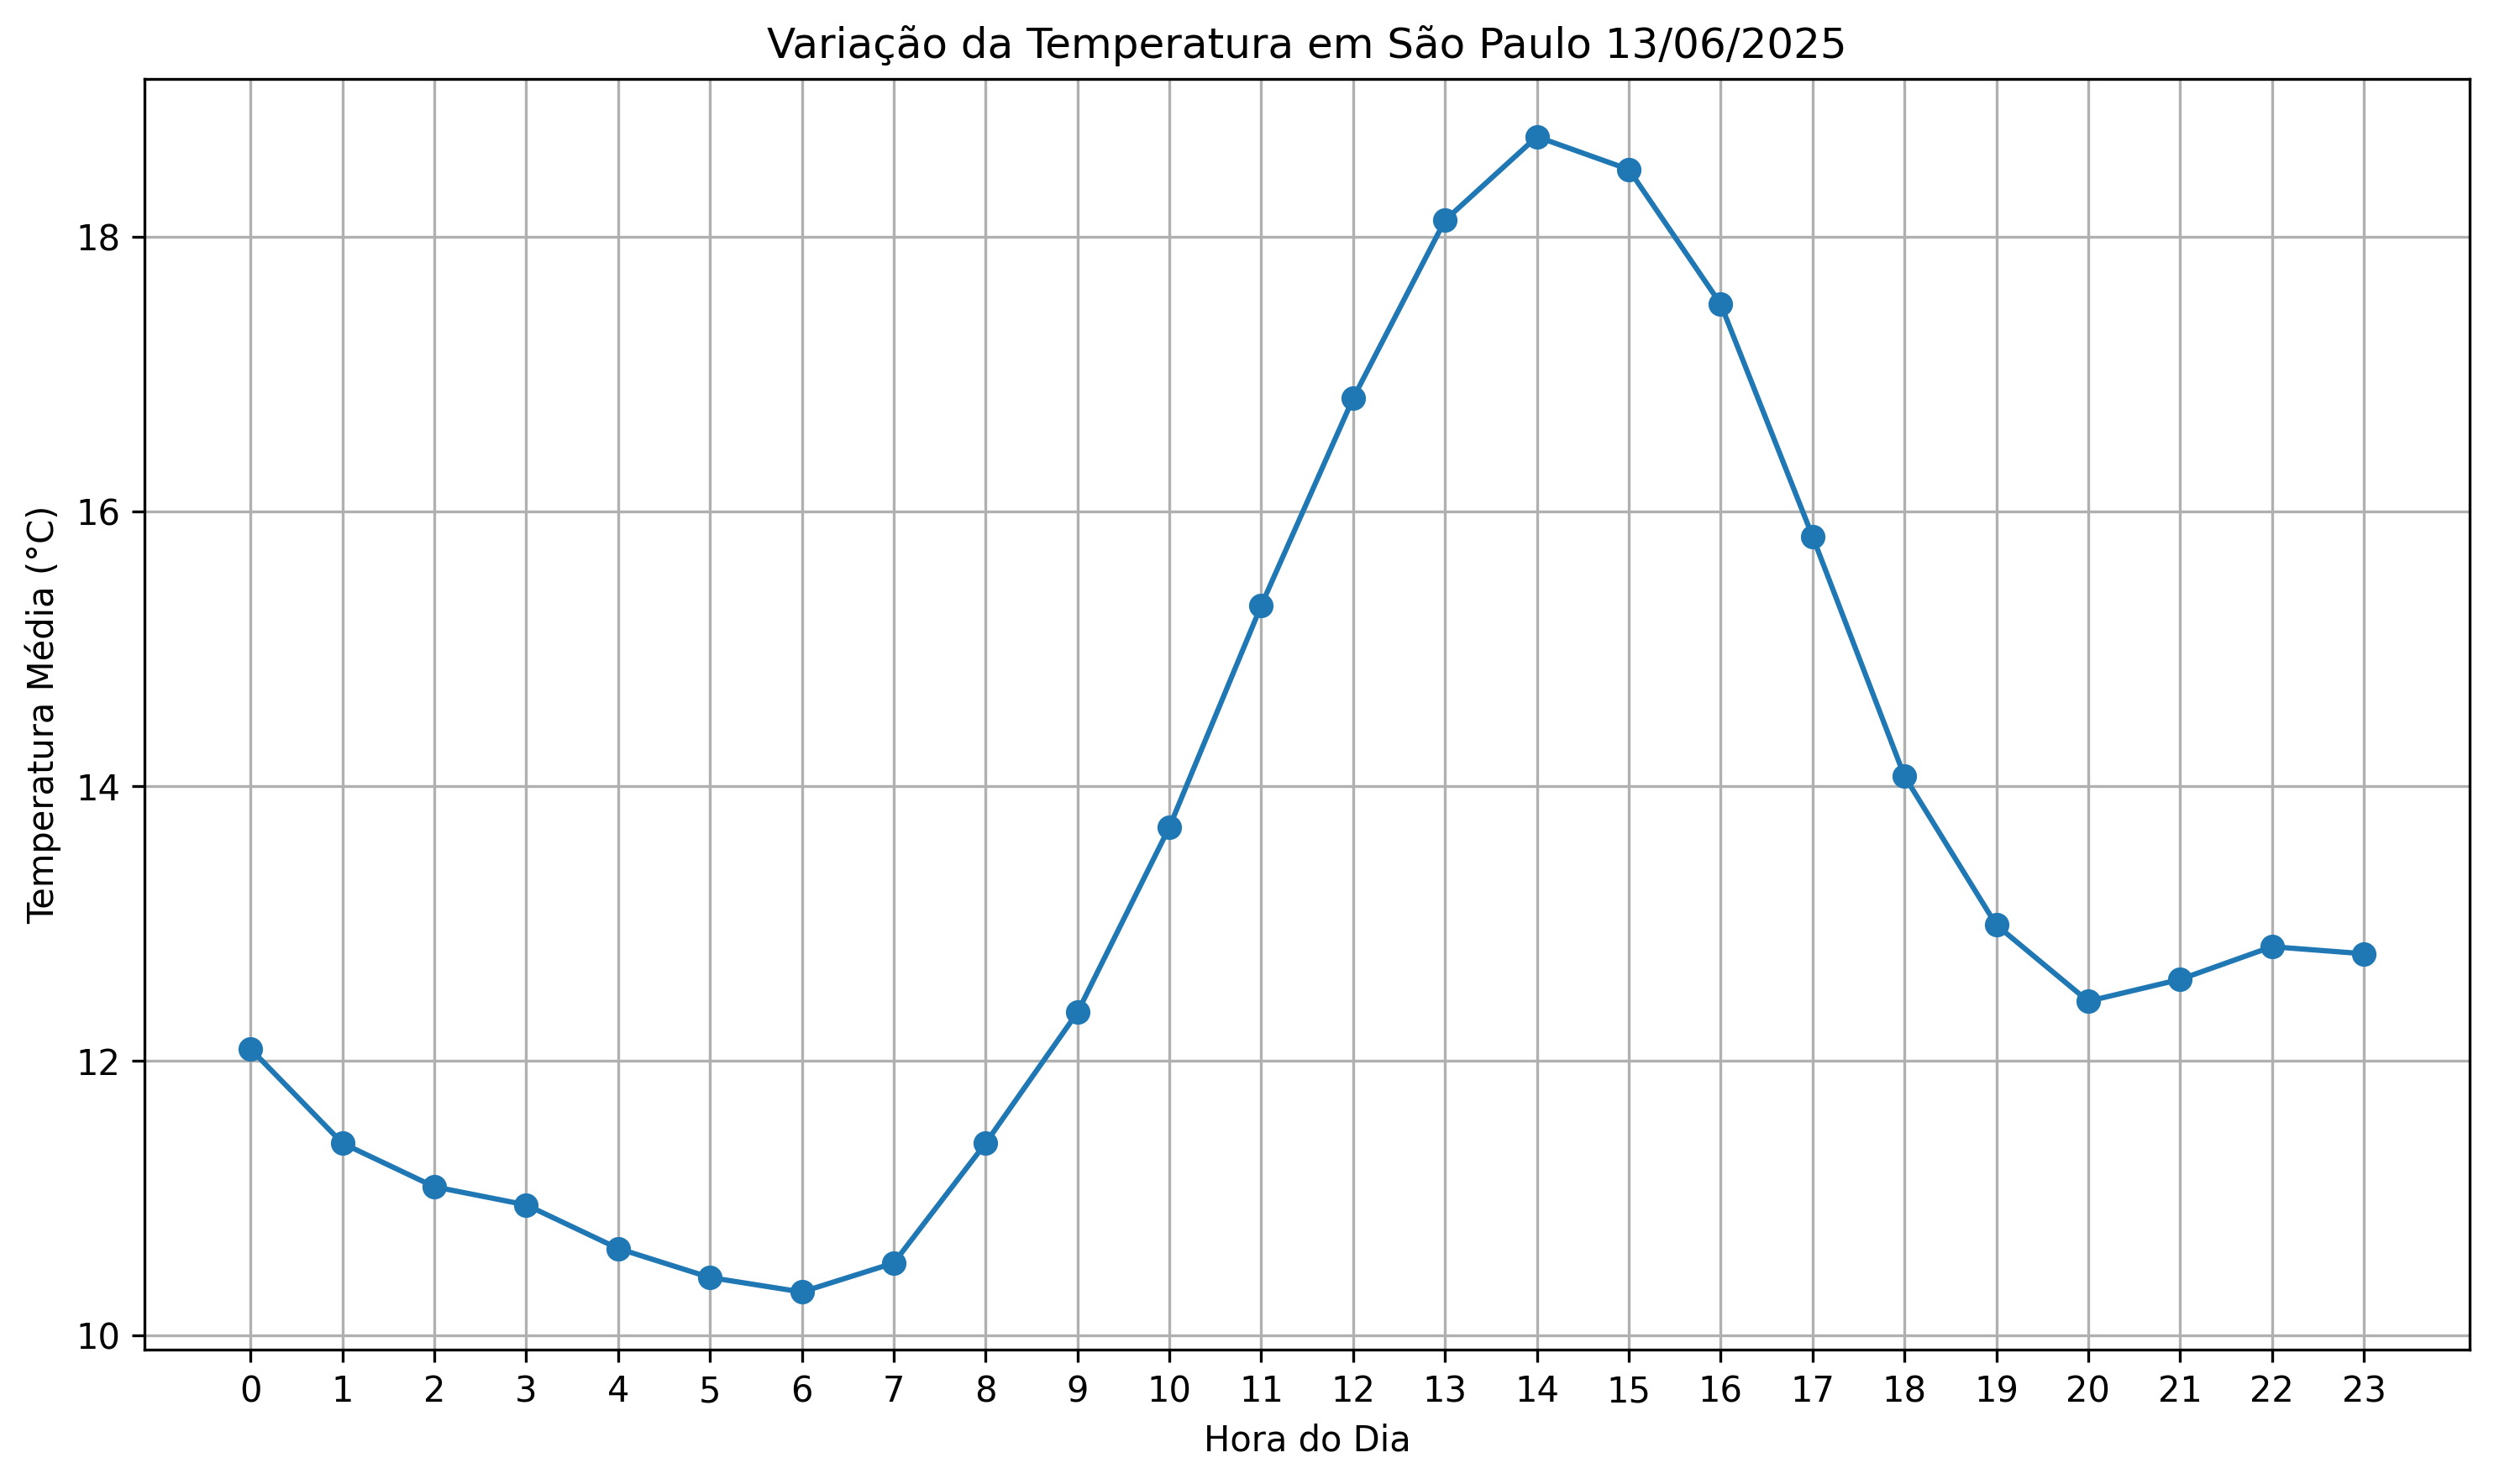 Variação da Temperatura em São Paulo 13/06/2025
Temperatura Média (°C)
18
16
14
12
10
0 1 2 3 4 5 6 7 8 9 10 11 12 13 14 15 16 17 18 19 20 21 22 23
Hora do Dia